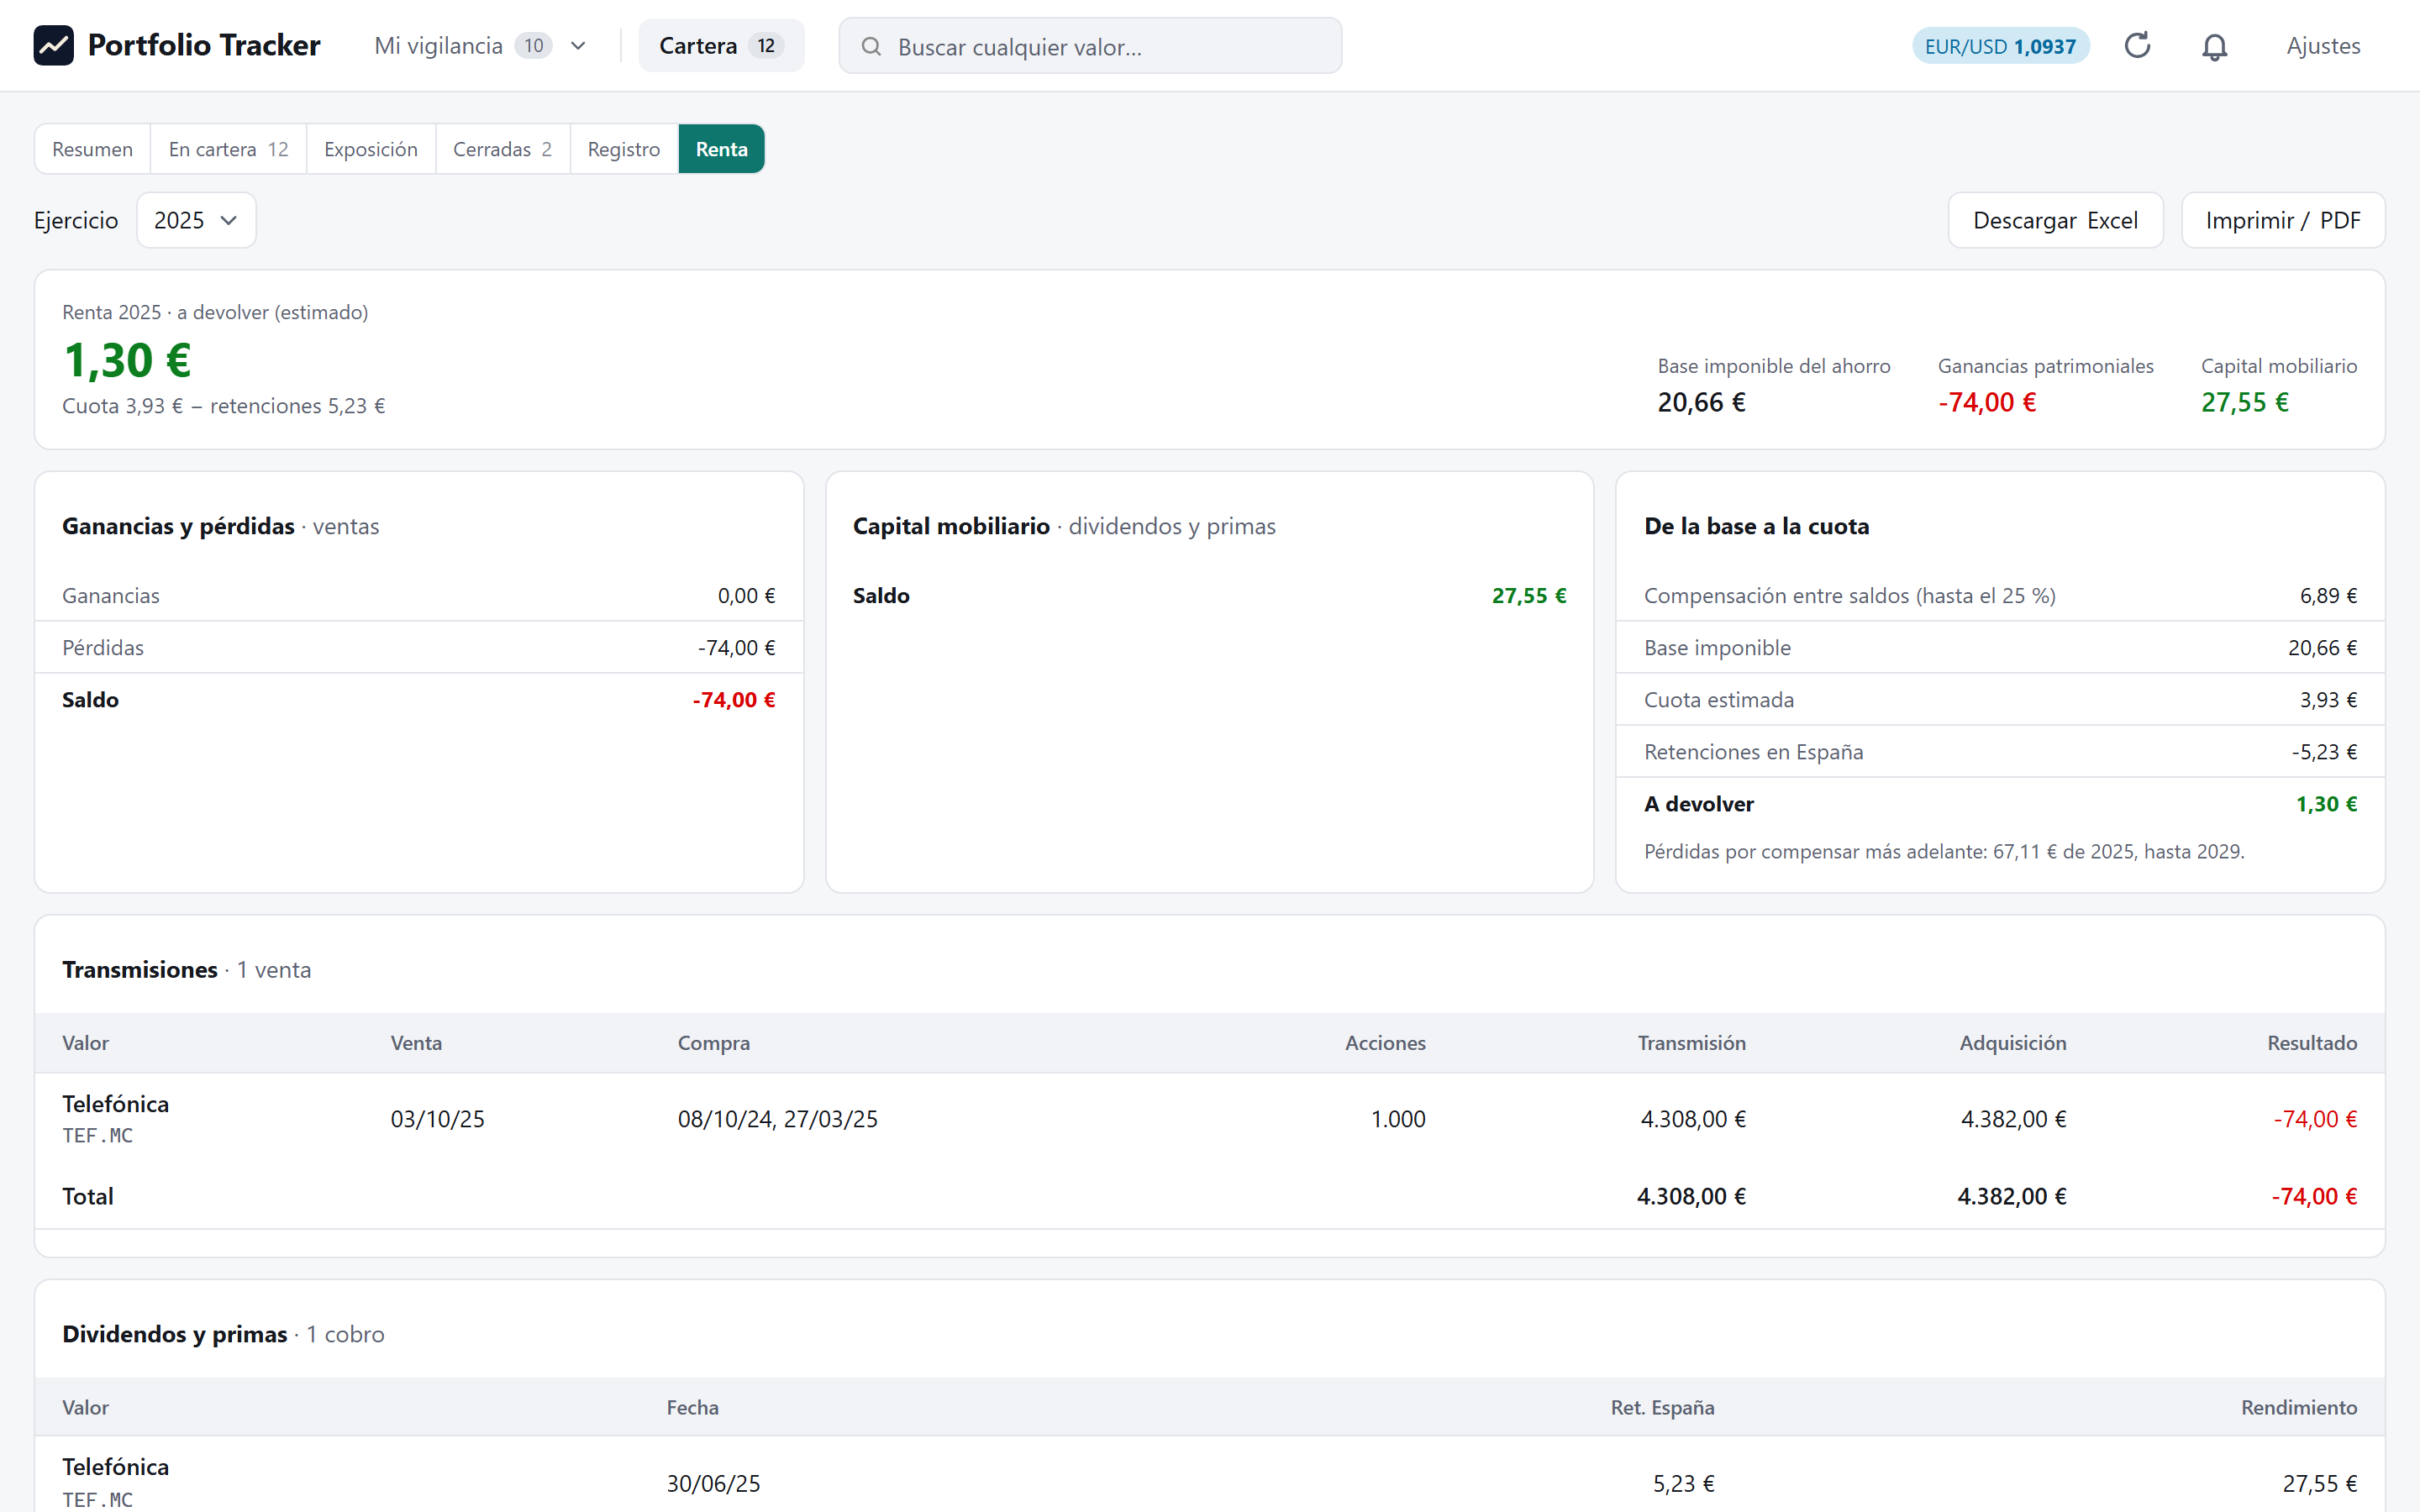 Portfolio Tracker
Mi vigilancia 10
Cartera 12
Buscar cualquier valor...
EUR/USD 1,0937
Ajustes
Resumen
En cartera 12
Exposición
Cerradas 2
Registro
Renta
Ejercicio 2025
Descargar Excel
Imprimir / PDF
Renta 2025 · a devolver (estimado)
1,30 €
Cuota 3,93 € – retenciones 5,23 €
Base imponible del ahorro
20,66 €
Ganancias patrimoniales
-74,00 €
Capital mobiliario
27,55 €
Ganancias y pérdidas · ventas
Ganancias 0,00 €
Pérdidas -74,00 €
Saldo -74,00 €
Capital mobiliario · dividendos y primas
Saldo 27,55 €
De la base a la cuota
Compensación entre saldos (hasta el 25 %) 6,89 €
Base imponible 20,66 €
Cuota estimada 3,93 €
Retenciones en España -5,23 €
A devolver 1,30 €
Pérdidas por compensar más adelante: 67,11 € de 2025, hasta 2029.
Transmisiones · 1 venta
Valor Venta Compra Acciones Transmisión Adquisición Resultado
Telefónica
TEF.MC
03/10/25 08/10/24, 27/03/25 1.000 4.308,00 € 4.382,00 € -74,00 €
Total 4.308,00 € 4.382,00 € -74,00 €
Dividendos y primas · 1 cobro
Valor Fecha Ret. España Rendimiento
Telefónica
TEF.MC
30/06/25 5,23 € 27,55 €